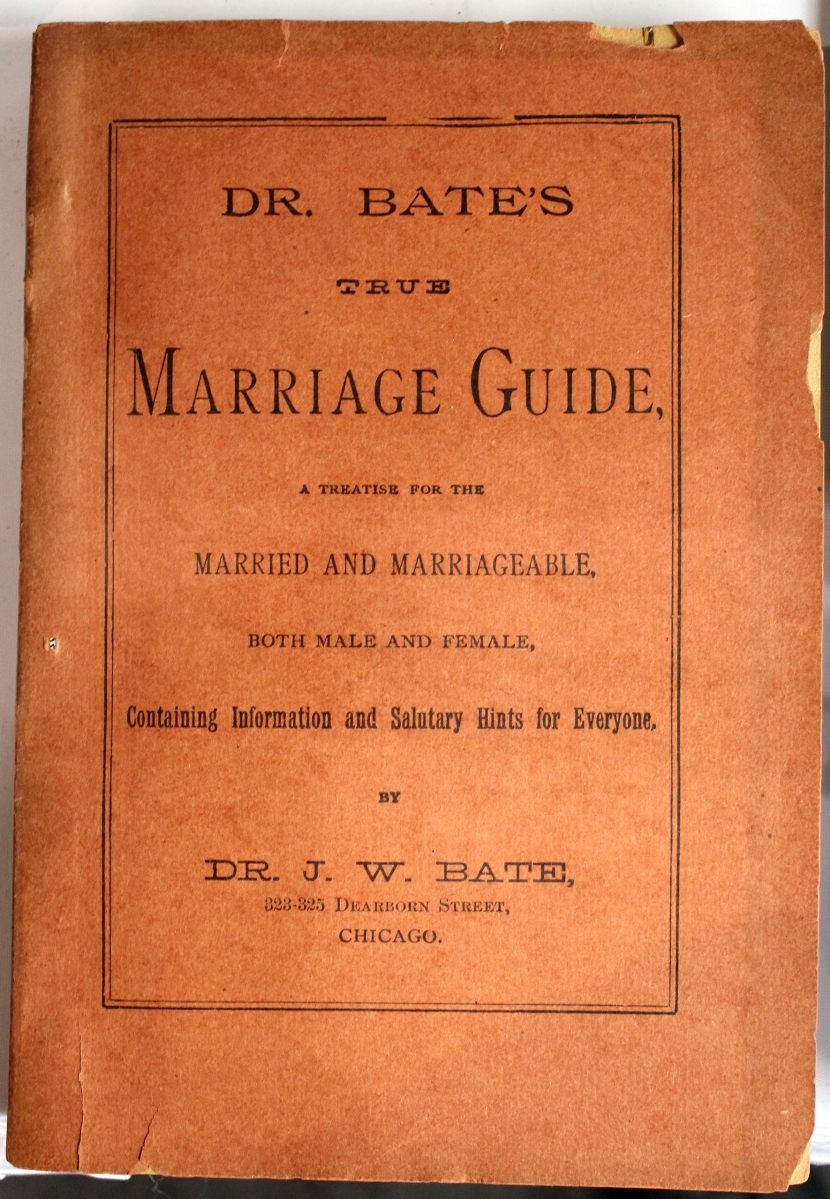 DR. BATE'S
TRUE
MARRIAGE GUIDE,
A TREATISE FOR THE
MARRIED AND MARRIAGEABLE,
BOTH MALE AND FEMALE,
Containing Information and Salutary Hints for Everyone,
BY
DR. J. W. BATE,
323-325 DEARBORN STREET,
CHICAGO.